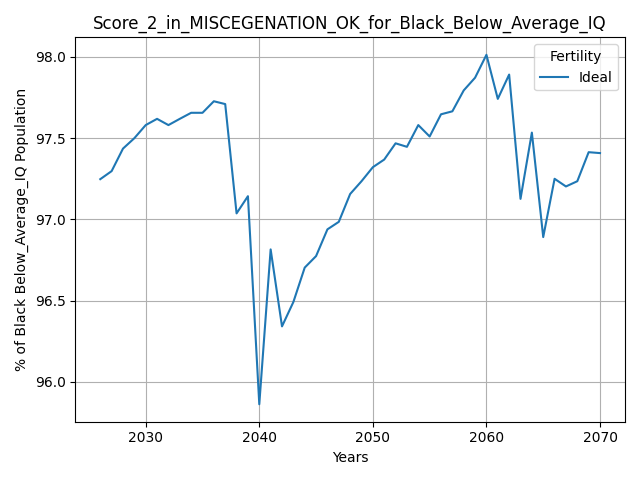 Score_2_in_MISCEGENATION_OK_for_Black_Below_Average_IQ
Fertility
Ideal
% of Black Below_Average_IQ Population
98.0
97.5
97.0
96.5
96.0
2030
2040
2050
2060
2070
Years